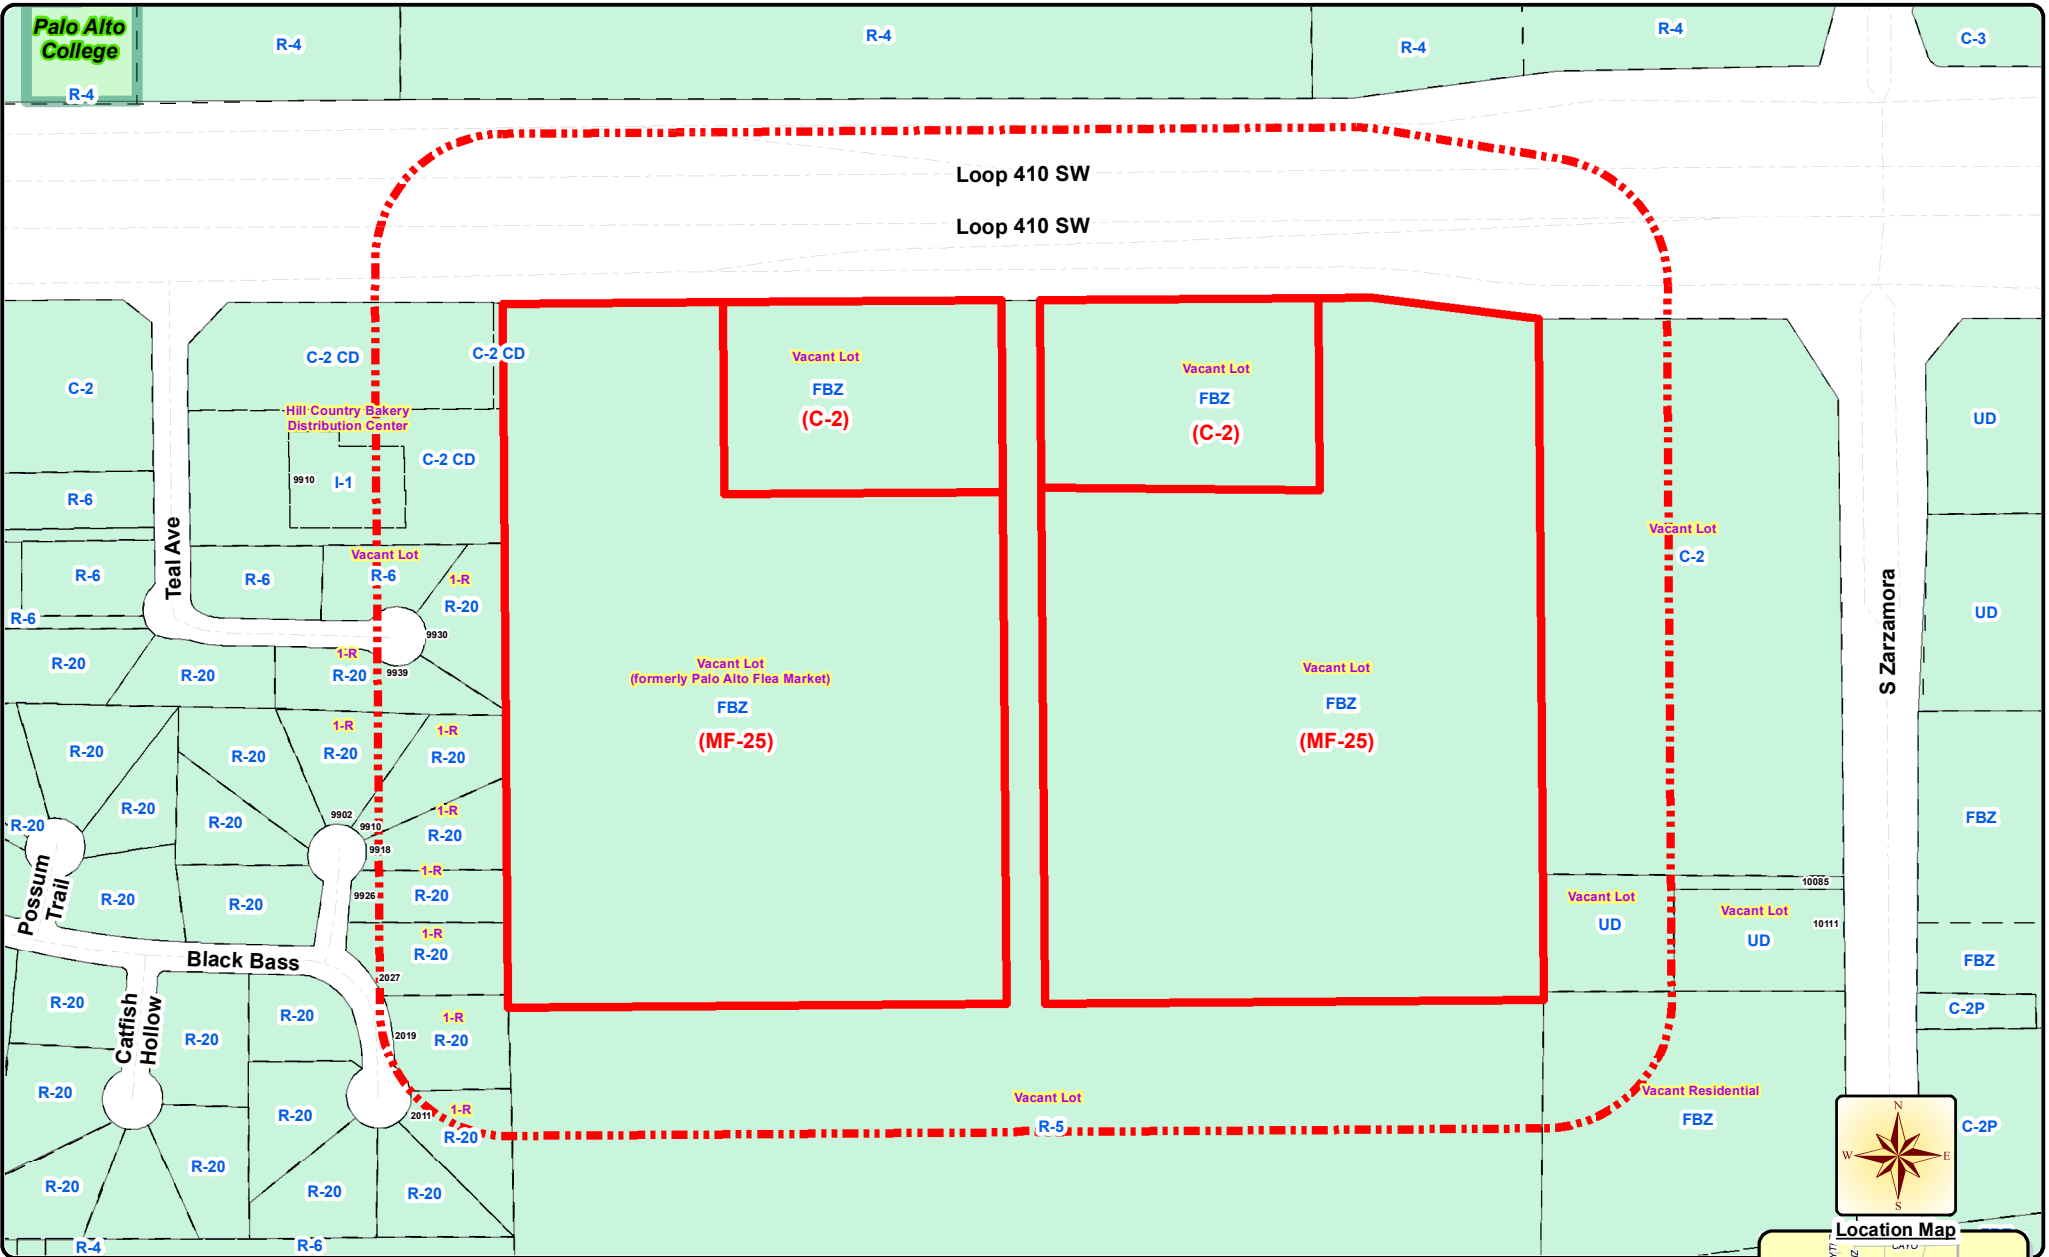 Palo Alto
College
R-4
R-4
R-4
R-4
R-4
C-3
Loop 410 SW
Loop 410 SW
C-2
C-2 CD
C-2 CD
Hill Country Bakery
Distribution Center
C-2 CD
9910
I-1
Vacant Lot
FBZ
(C-2)
Vacant Lot
FBZ
(C-2)
UD
R-6
Teal Ave
R-6
R-6
Vacant Lot
R-6
1-R
R-20
R-6
9930
Vacant Lot
C-2
UD
S Zarzamora
R-20
R-20
1-R
R-20
9939
Vacant Lot
(formerly Palo Alto Flea Market)
FBZ
(MF-25)
Vacant Lot
FBZ
(MF-25)
R-20
R-20
1-R
R-20
1-R
R-20
R-20
R-20
R-20
9902
9910
9918
1-R
R-20
FBZ
Possum
Trail
R-20
R-20
9926
1-R
R-20
Vacant Lot
UD
Vacant Lot
UD
10085
10111
1-R
R-20
2027
Black Bass
FBZ
R-20
Catfish
Hollow
R-20
R-20
2019
1-R
R-20
C-2P
R-20
R-20
2011
1-R
R-20
Vacant Lot
R-5
Vacant Residential
FBZ
C-2P
N
W
E
S
R-20
R-20
R-20
R-20
R-4
R-6
Location Map
CAYO